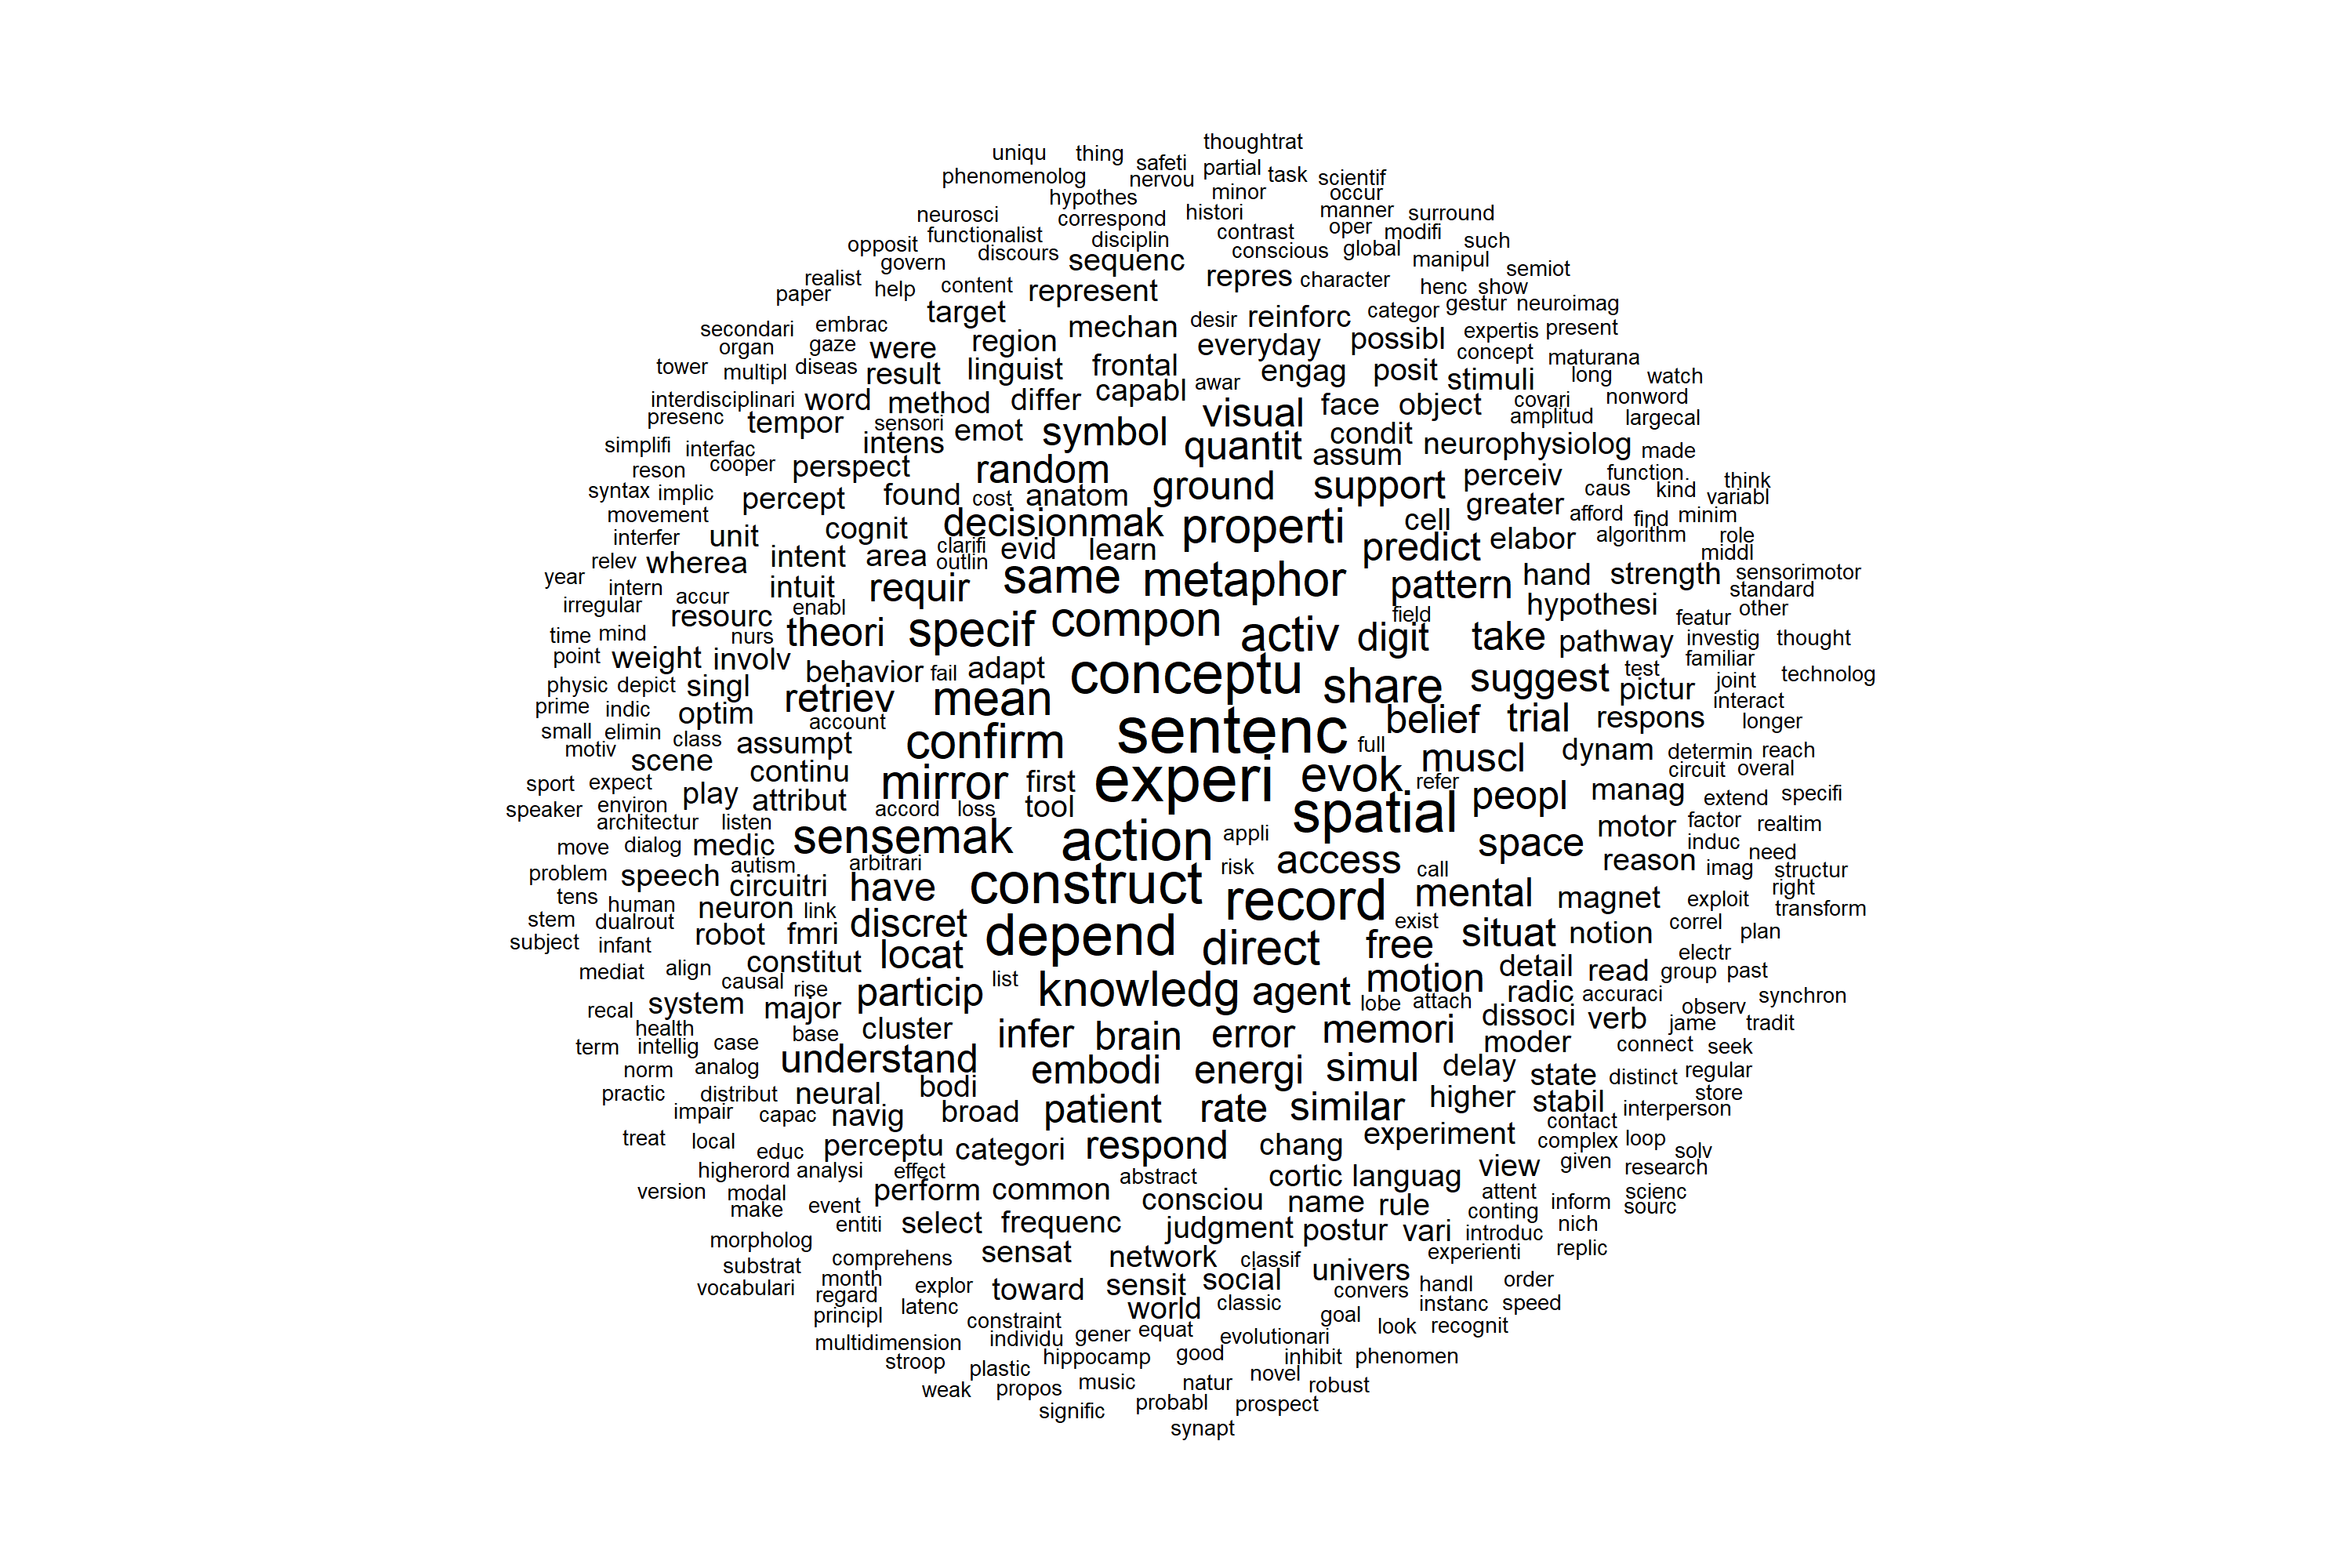 thoughtrat
uniqu thing safeti partial task scientif
phenomenolog nervou minor occur
hypothes manner surround
neurosci correspond histori oper modifi
functionalist disciplin contrast such
opposit discours conscious global manipul
govern sequenc semiot
realist help content represent repres character henc show
paper target gestur neuroimag
secondari embrac region mechan desir reinforc categor expertis present
organ gaze were everyday possibl concept maturana
tower multipl diseas result linguist frontal engag posit stimuli long watch
interdisciplinari word method differ capabl awar covari nonword
presenc tempor sensori visual face object amplitud largecal
simplifi interfac intens emot symbol quantit condit neurophysiolog made
reson cooper perspect random assum perceiv function. think
syntax implic percept found cost anatom ground support greater caus kind variabl
movement cognit decisionmak properti cell afford find minim
interfer unit clarifi evid learn predict elabor algorithm role
relev wherea intent area outlin middl
year intern intuit requir same metaphor pattern hand strength sensorimotor
irregular accur enabl field hypothesi standard
resourc nurs theori specif compon activ digit take featur other
time mind pathway investig thought
point weight involv behavior fail adapt conceptu share suggest test familiar technolog
physic depict singl retriev mean pictur joint
prime indic optim account belief trial respons interact longer
small elimin class assumpt confirm sentenc full muscl dynam determin reach
motiv scene continu mirror first experi evok refer circuit overal
sport expect play attribut accord loss tool spatial peopl manag extend specifi
speaker environ
architectur listen sensemak action appli space motor factor realtim
move dialog medic induc need
problem speech autism arbitrari risk access call reason imag structur
tens human circuitri have construct record mental magnet exploit right
stem dualrout neuron link discret exist correl transform
subject infant robot fmri depend direct free situat notion plan
mediat align constitut locat motion detail read electr
causal rise list group past
recal system major particip knowledg agent lobe attach radic accuraci observ synchron
health base cluster infer brain error memori dissoci verb jame tradit
term intellig case understand moder connect seek
norm analog bodi embodi energi simul delay state distinct regular
practic distribut neural higher stabil store
impair capac navig broad patient rate similar interperson
treat local perceptu categori respond chang experiment contact
educ complex loop solv
higherord analysi effect abstract cortic languag view given research
version modal perform common consciou name rule attent inform scienc
make event conting sourc
entiti select frequenc judgment postur vari introduc nich
morpholog comprehens sensat network classif experienti replic
substrat month social univers
vocabulari regard explor toward sensit convers handl order
principl latenc world classic instanc speed
constraint goal look recognit
multidimension individu gener equat evolutionari
stroop hippocamp good inhibit phenomen
plastic novel
weak propos music natur robust
signific probabl prospect
synapt